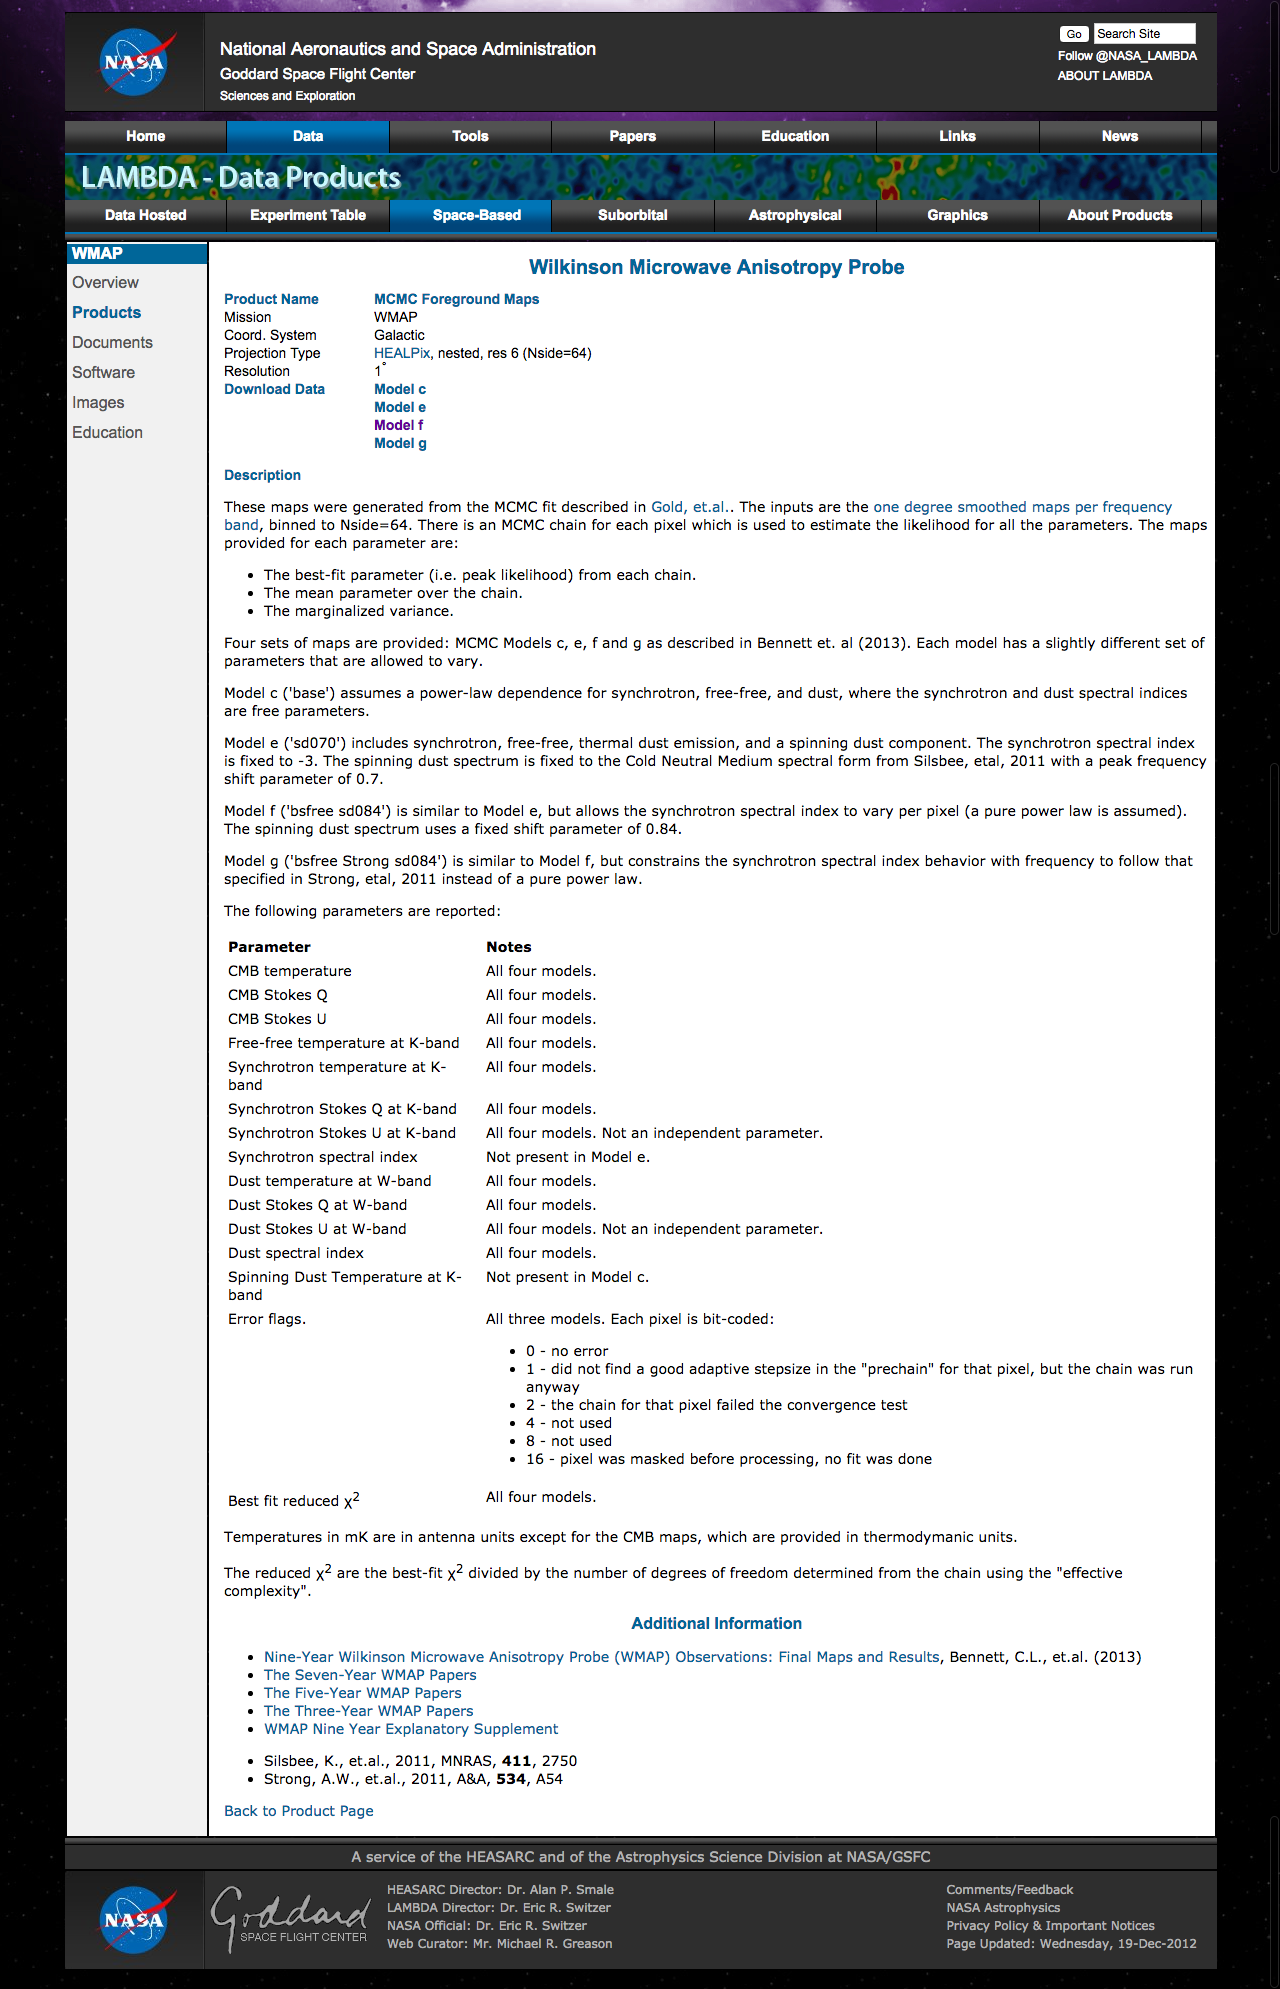 NASA
National Aeronautics and Space Administration
Goddard Space Flight Center
Sciences and Exploration
Go Search Site
Follow @NASA_LAMBDA
ABOUT LAMBDA
Home Data Tools Papers Education Links News
LAMBDA - Data Products
Data Hosted Experiment Table Space-Based Suborbital Astrophysical Graphics About Products
WMAP
Overview
Products
Documents
Software
Images
Education
Wilkinson Microwave Anisotropy Probe
Product Name MCMC Foreground Maps
Mission WMAP
Coord. System Galactic
Projection Type HEALPix, nested, res 6 (Nside=64)
Resolution 1°
Download Data Model c
Model e
Model f
Model g
Description
These maps were generated from the MCMC fit described in Gold, et.al.. The inputs are the one degree smoothed maps per frequency
band, binned to Nside=64. There is an MCMC chain for each pixel which is used to estimate the likelihood for all the parameters. The maps
provided for each parameter are:
• The best-fit parameter (i.e. peak likelihood) from each chain.
• The mean parameter over the chain.
• The marginalized variance.
Four sets of maps are provided: MCMC Models c, e, f and g as described in Bennett et. al (2013). Each model has a slightly different set of
parameters that are allowed to vary.
Model c ('base') assumes a power-law dependence for synchrotron, free-free, and dust, where the synchrotron and dust spectral indices
are free parameters.
Model e ('sd070') includes synchrotron, free-free, thermal dust emission, and a spinning dust component. The synchrotron spectral index
is fixed to -3. The spinning dust spectrum is fixed to the Cold Neutral Medium spectral form from Silsbee, etal, 2011 with a peak frequency
shift parameter of 0.7.
Model f ('bsfree sd084') is similar to Model e, but allows the synchrotron spectral index to vary per pixel (a pure power law is assumed).
The spinning dust spectrum uses a fixed shift parameter of 0.84.
Model g ('bsfree Strong sd084') is similar to Model f, but constrains the synchrotron spectral index behavior with frequency to follow that
specified in Strong, etal, 2011 instead of a pure power law.
The following parameters are reported:
Parameter Notes
CMB temperature All four models.
CMB Stokes Q All four models.
CMB Stokes U All four models.
Free-free temperature at K-band All four models.
Synchrotron temperature at K- All four models.
band
Synchrotron Stokes Q at K-band All four models.
Synchrotron Stokes U at K-band All four models. Not an independent parameter.
Synchrotron spectral index Not present in Model e.
Dust temperature at W-band All four models.
Dust Stokes Q at W-band All four models.
Dust Stokes U at W-band All four models. Not an independent parameter.
Dust spectral index All four models.
Spinning Dust Temperature at K- Not present in Model c.
band
Error flags. All three models. Each pixel is bit-coded:
• 0 - no error
• 1 - did not find a good adaptive stepsize in the "prechain" for that pixel, but the chain was run
anyway
• 2 - the chain for that pixel failed the convergence test
• 4 - not used
• 8 - not used
• 16 - pixel was masked before processing, no fit was done
Best fit reduced χ2 All four models.
Temperatures in mK are in antenna units except for the CMB maps, which are provided in thermodymanic units.
The reduced χ2 are the best-fit χ2 divided by the number of degrees of freedom determined from the chain using the "effective
complexity".
Additional Information
• Nine-Year Wilkinson Microwave Anisotropy Probe (WMAP) Observations: Final Maps and Results, Bennett, C.L., et.al. (2013)
• The Seven-Year WMAP Papers
• The Five-Year WMAP Papers
• The Three-Year WMAP Papers
• WMAP Nine Year Explanatory Supplement
• Silsbee, K., et.al., 2011, MNRAS, 411, 2750
• Strong, A.W., et.al., 2011, A&A, 534, A54
Back to Product Page
A service of the HEASARC and of the Astrophysics Science Division at NASA/GSFC
NASA
Goddard
SPACE FLIGHT CENTER
HEASARC Director: Dr. Alan P. Smale
LAMBDA Director: Dr. Eric R. Switzer
NASA Official: Dr. Eric R. Switzer
Web Curator: Mr. Michael R. Greason
Comments/Feedback
NASA Astrophysics
Privacy Policy & Important Notices
Page Updated: Wednesday, 19-Dec-2012